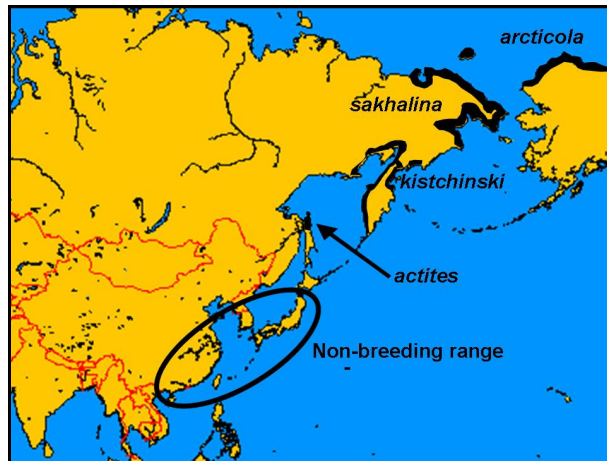 arcticola
sakhalina
kistchinski
actites
Non-breeding range